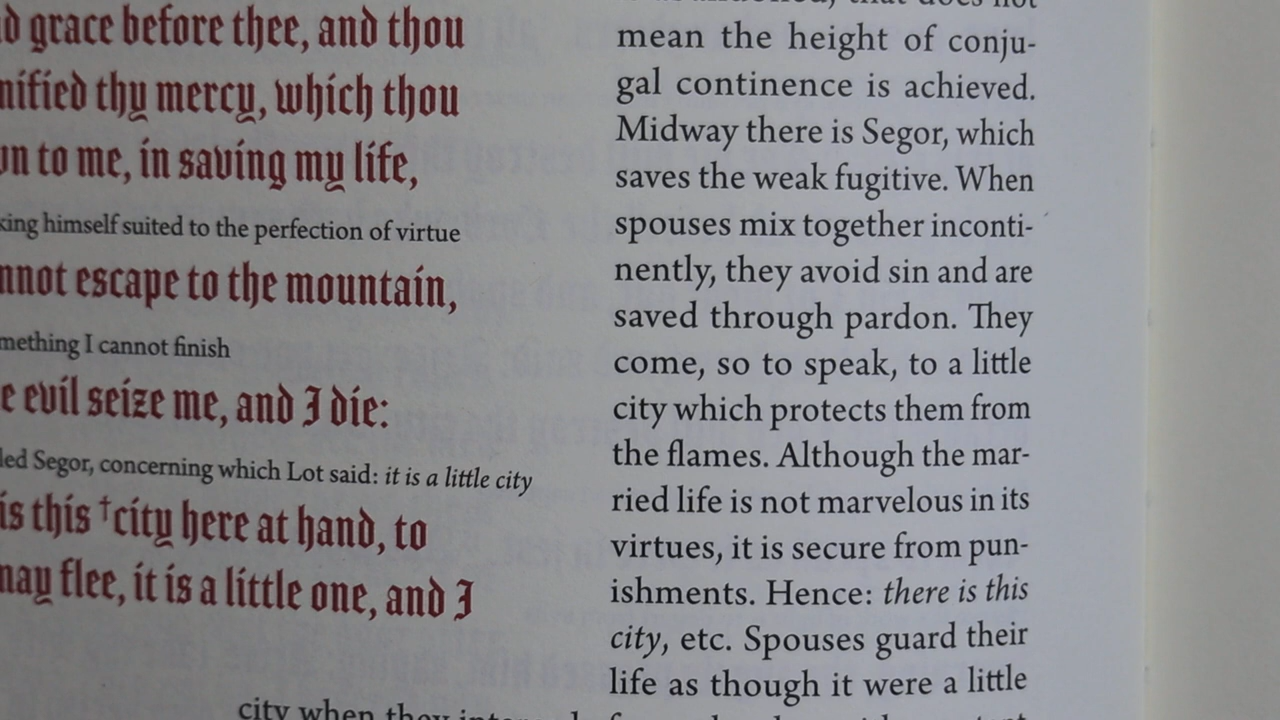 grace before thee, and thou
thy mercy, which thou
to me, in saving my life,
himself suited to the perfection of virtue
escape to the mountain,
I cannot finish
evil seize me, and I die:
Segor, concerning which Lot said: it is a little city
is this †city here at hand, to
flee, it is a little one, and I
city when they
that does not
mean the height of conju-
gal continence is achieved.
Midway there is Segor, which
saves the weak fugitive. When
spouses mix together inconti-
nently, they avoid sin and are
saved through pardon. They
come, so to speak, to a little
city which protects them from
the flames. Although the mar-
ried life is not marvelous in its
virtues, it is secure from pun-
ishments. Hence: there is this
city, etc. Spouses guard their
life as though it were a little